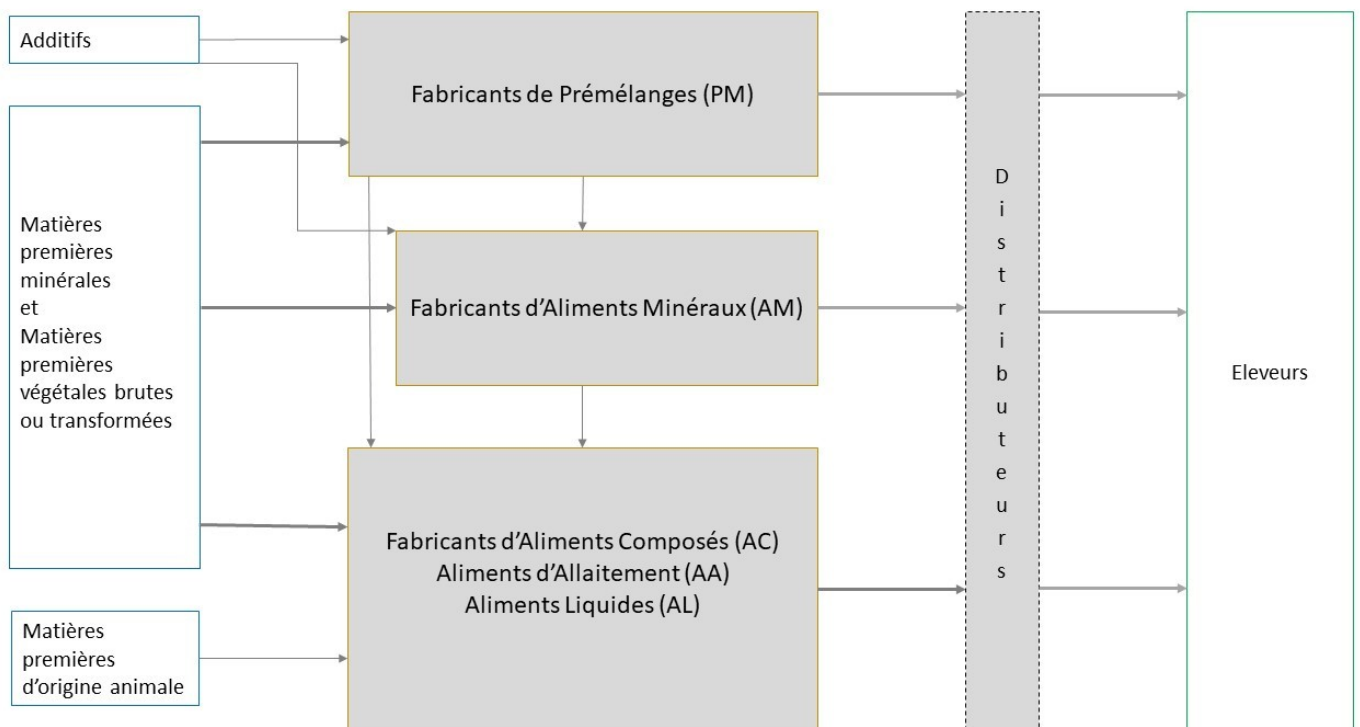 Additifs
Fabricants de Prémélanges (PM)
Matières
premières
minérales
et
Matières
premières
végétales brutes
ou transformées
Fabricants d’Aliments Minéraux (AM)
Fabricants d’Aliments Composés (AC)
Aliments d’Allaitement (AA)
Aliments Liquides (AL)
Matières
premières
d’origine animale
D
i
s
t
r
i
b
u
t
e
u
r
s
Eleveurs